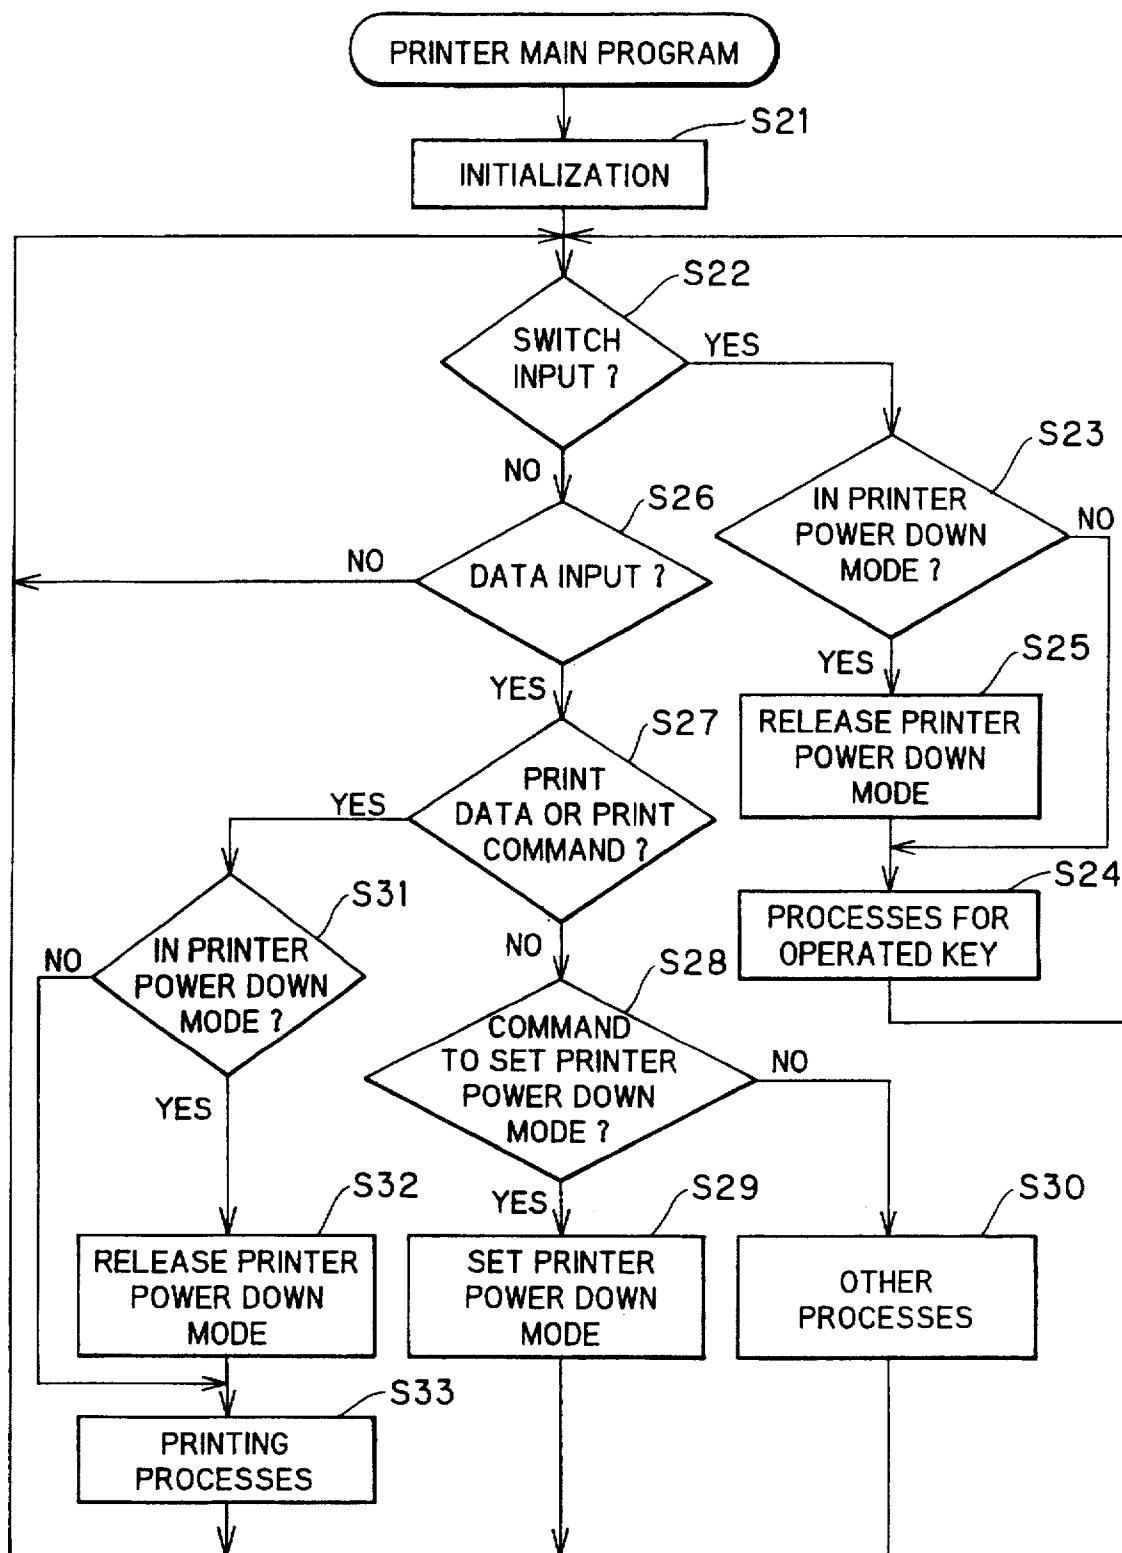 PRINTER MAIN PROGRAM
S21
INITIALIZATION
S22
SWITCH
INPUT ?
YES
NO
S23
IN PRINTER
POWER DOWN
MODE ?
NO
YES
S26
DATA INPUT ?
NO
YES
S25
RELEASE PRINTER
POWER DOWN
MODE
S27
PRINT
DATA OR PRINT
COMMAND ?
YES
NO
S24
PROCESSES FOR
OPERATED KEY
S31
IN PRINTER
POWER DOWN
MODE ?
NO
YES
S28
COMMAND
TO SET PRINTER
POWER DOWN
MODE ?
NO
YES
S32
RELEASE PRINTER
POWER DOWN
MODE
S29
SET PRINTER
POWER DOWN
MODE
S30
OTHER
PROCESSES
S33
PRINTING
PROCESSES